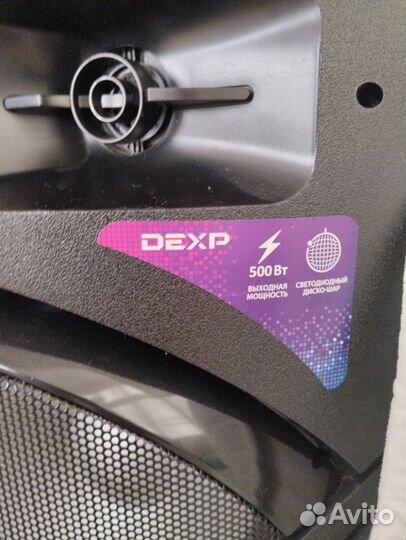 DEXP
500 Вт
ВЫХОДНАЯ
МОЩНОСТЬ
СВЕТОДИОДНЫЙ
ДИСКО-ШАР
Avito